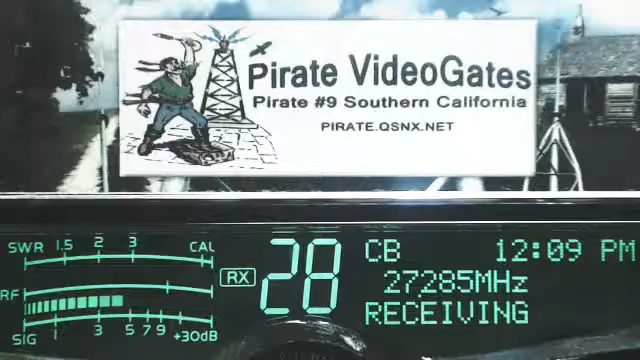 Pirate VideoGates
Pirate #9 Southern California
PIRATE.QSNX.NET
SWR 1.5 2 3 CAL
RF
SIG 1 3 5 7 9 +30dB
RX
28
CB 12:09 PM
27285MHz
RECEIVING